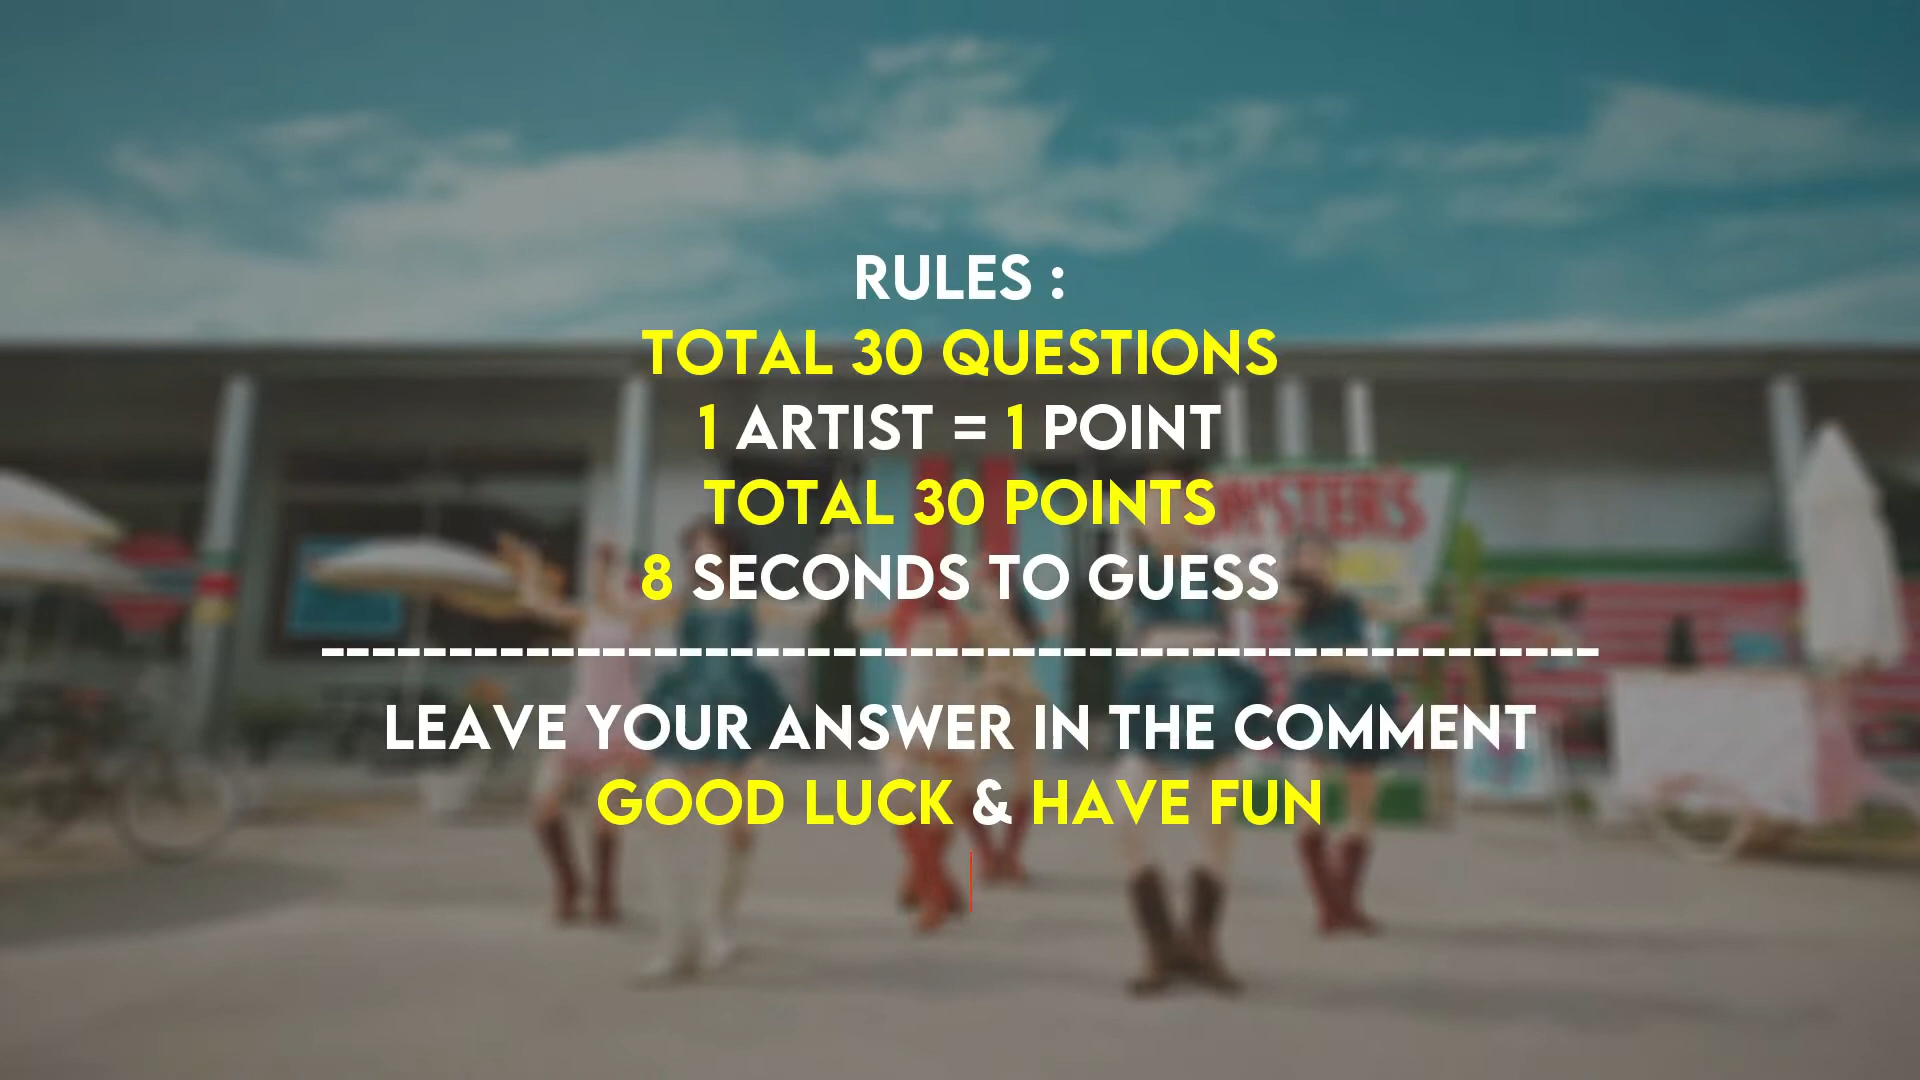 RULES :
TOTAL 30 QUESTIONS
1 ARTIST = 1 POINT
TOTAL 30 POINTS
8 SECONDS TO GUESS
--------------------------------------------------
LEAVE YOUR ANSWER IN THE COMMENT
GOOD LUCK & HAVE FUN